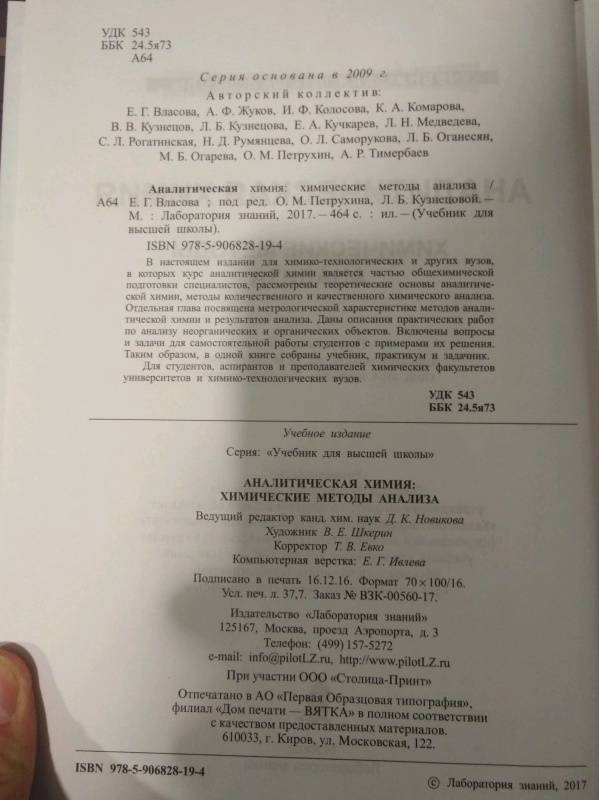 УДК 543
ББК 24.5я73
А64
Серия основана в 2009 г.
Авторский коллектив:
Е. Г. Власова, А. Ф. Жуков, И. Ф. Колосова, К. А. Комарова,
В. В. Кузнецов, Л. Б. Кузнецова, Е. А. Кучкарев, Л. Н. Медведева,
С. Л. Рогатинская, Н. Д. Румянцева, О. Л. Саморукова, Л. Б. Оганесян,
М. Б. Огарева, О. М. Петрухин, А. Р. Тимербаев
Аналитическая химия: химические методы анализа /
А64 Е. Г. Власова ; под ред. О. М. Петрухина, Л. Б. Кузнецовой. —
М. : Лаборатория знаний, 2017. — 464 с. : ил. — (Учебник для
высшей школы).
ISBN 978-5-906828-19-4
В настоящем издании для химико-технологических и других вузов,
в которых курс аналитической химии является частью общехимической
подготовки специалистов, рассмотрены теоретические основы аналитиче-
ской химии, методы количественного и качественного химического анализа.
Отдельная глава посвящена метрологической характеристике методов анали-
тической химии и результатов анализа. Даны описания практических работ
по анализу неорганических и органических объектов. Включены вопросы
и задачи для самостоятельной работы студентов с примерами их решения.
Таким образом, в одной книге собраны учебник, практикум и задачник.
Для студентов, аспирантов и преподавателей химических факультетов
университетов и химико-технологических вузов.
УДК 543
ББК 24.5я73
Учебное издание
Серия: «Учебник для высшей школы»
АНАЛИТИЧЕСКАЯ ХИМИЯ:
ХИМИЧЕСКИЕ МЕТОДЫ АНАЛИЗА
Ведущий редактор канд. хим. наук Д. К. Новикова
Художник В. Е. Шкерин
Корректор Т. В. Евко
Компьютерная верстка: Е. Г. Ивлева
Подписано в печать 16.12.16. Формат 70 × 100/16.
Усл. печ. л. 37,7. Заказ № ВЗК-00560-17.
Издательство «Лаборатория знаний»
125167, Москва, проезд Аэропорта, д. 3
Телефон: (499) 157-5272
e-mail: info@pilotLZ.ru, http://www.pilotLZ.ru
При участии ООО «Столица-Принт»
Отпечатано в АО «Первая Образцовая типография»,
филиал «Дом печати — ВЯТКА» в полном соответствии
с качеством предоставленных материалов.
610033, г. Киров, ул. Московская, 122.
ISBN 978-5-906828-19-4
© Лаборатория знаний, 2017